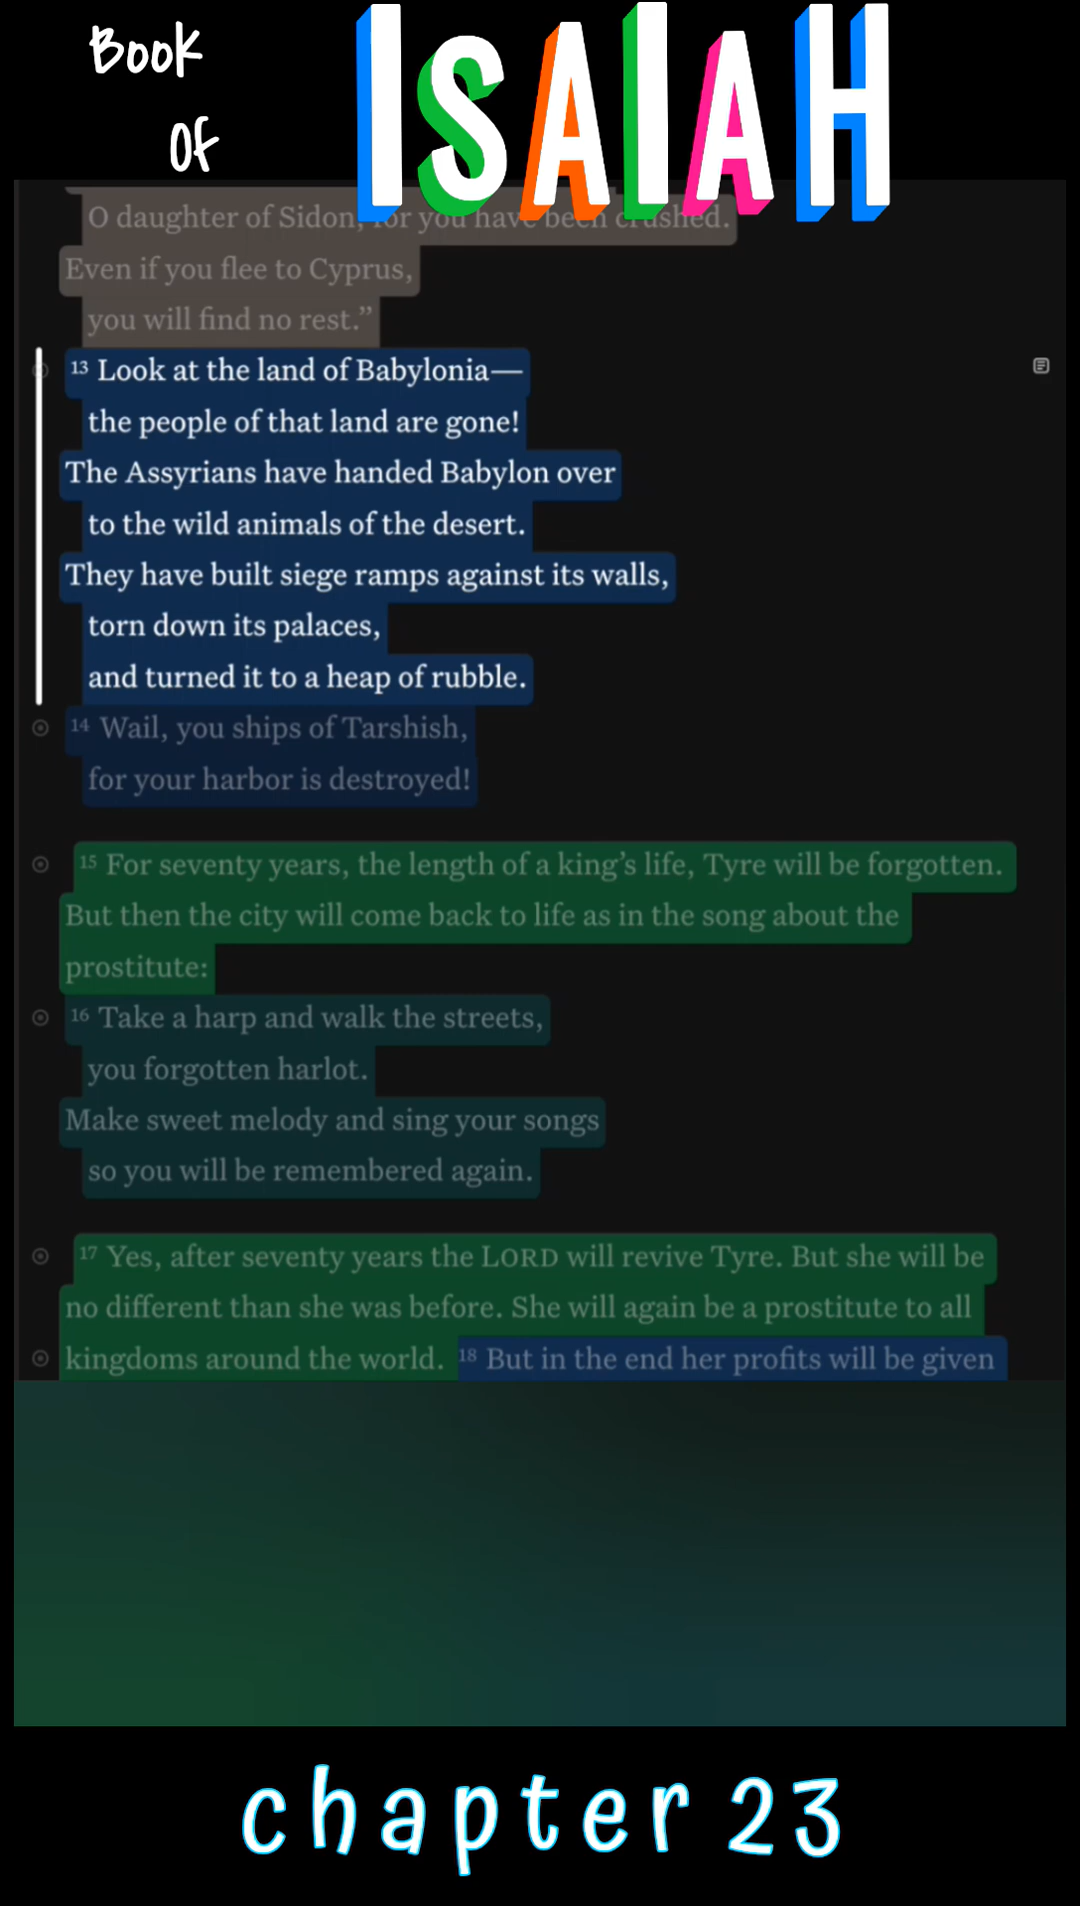 Book
Of
ISAIAH
O daughter of Sidon, for you have been crushed.
Even if you flee to Cyprus,
you will find no rest.”
13 Look at the land of Babylonia—
the people of that land are gone!
The Assyrians have handed Babylon over
to the wild animals of the desert.
They have built siege ramps against its walls,
torn down its palaces,
and turned it to a heap of rubble.
14 Wail, you ships of Tarshish,
for your harbor is destroyed!
15 For seventy years, the length of a king’s life, Tyre will be forgotten.
But then the city will come back to life as in the song about the
prostitute:
16 Take a harp and walk the streets,
you forgotten harlot.
Make sweet melody and sing your songs
so you will be remembered again.
17 Yes, after seventy years the LORD will revive Tyre. But she will be
no different than she was before. She will again be a prostitute to all
kingdoms around the world. 18 But in the end her profits will be given
chapter 23